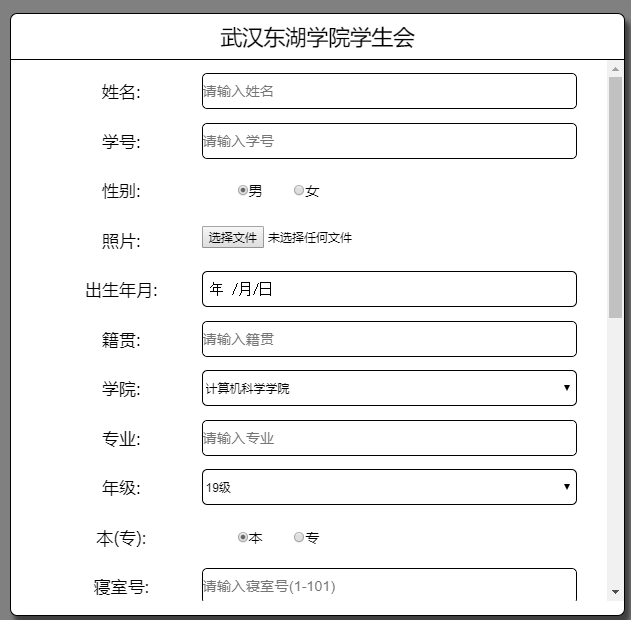 武汉东湖学院学生会
姓名: 请输入姓名
学号: 请输入学号
性别: 男 女
照片: 选择文件 未选择任何文件
出生年月: 年 /月/日
籍贯: 请输入籍贯
学院: 计算机科学学院
专业: 请输入专业
年级: 19级
本(专): 本 专
寝室号: 请输入寝室号(1-101)